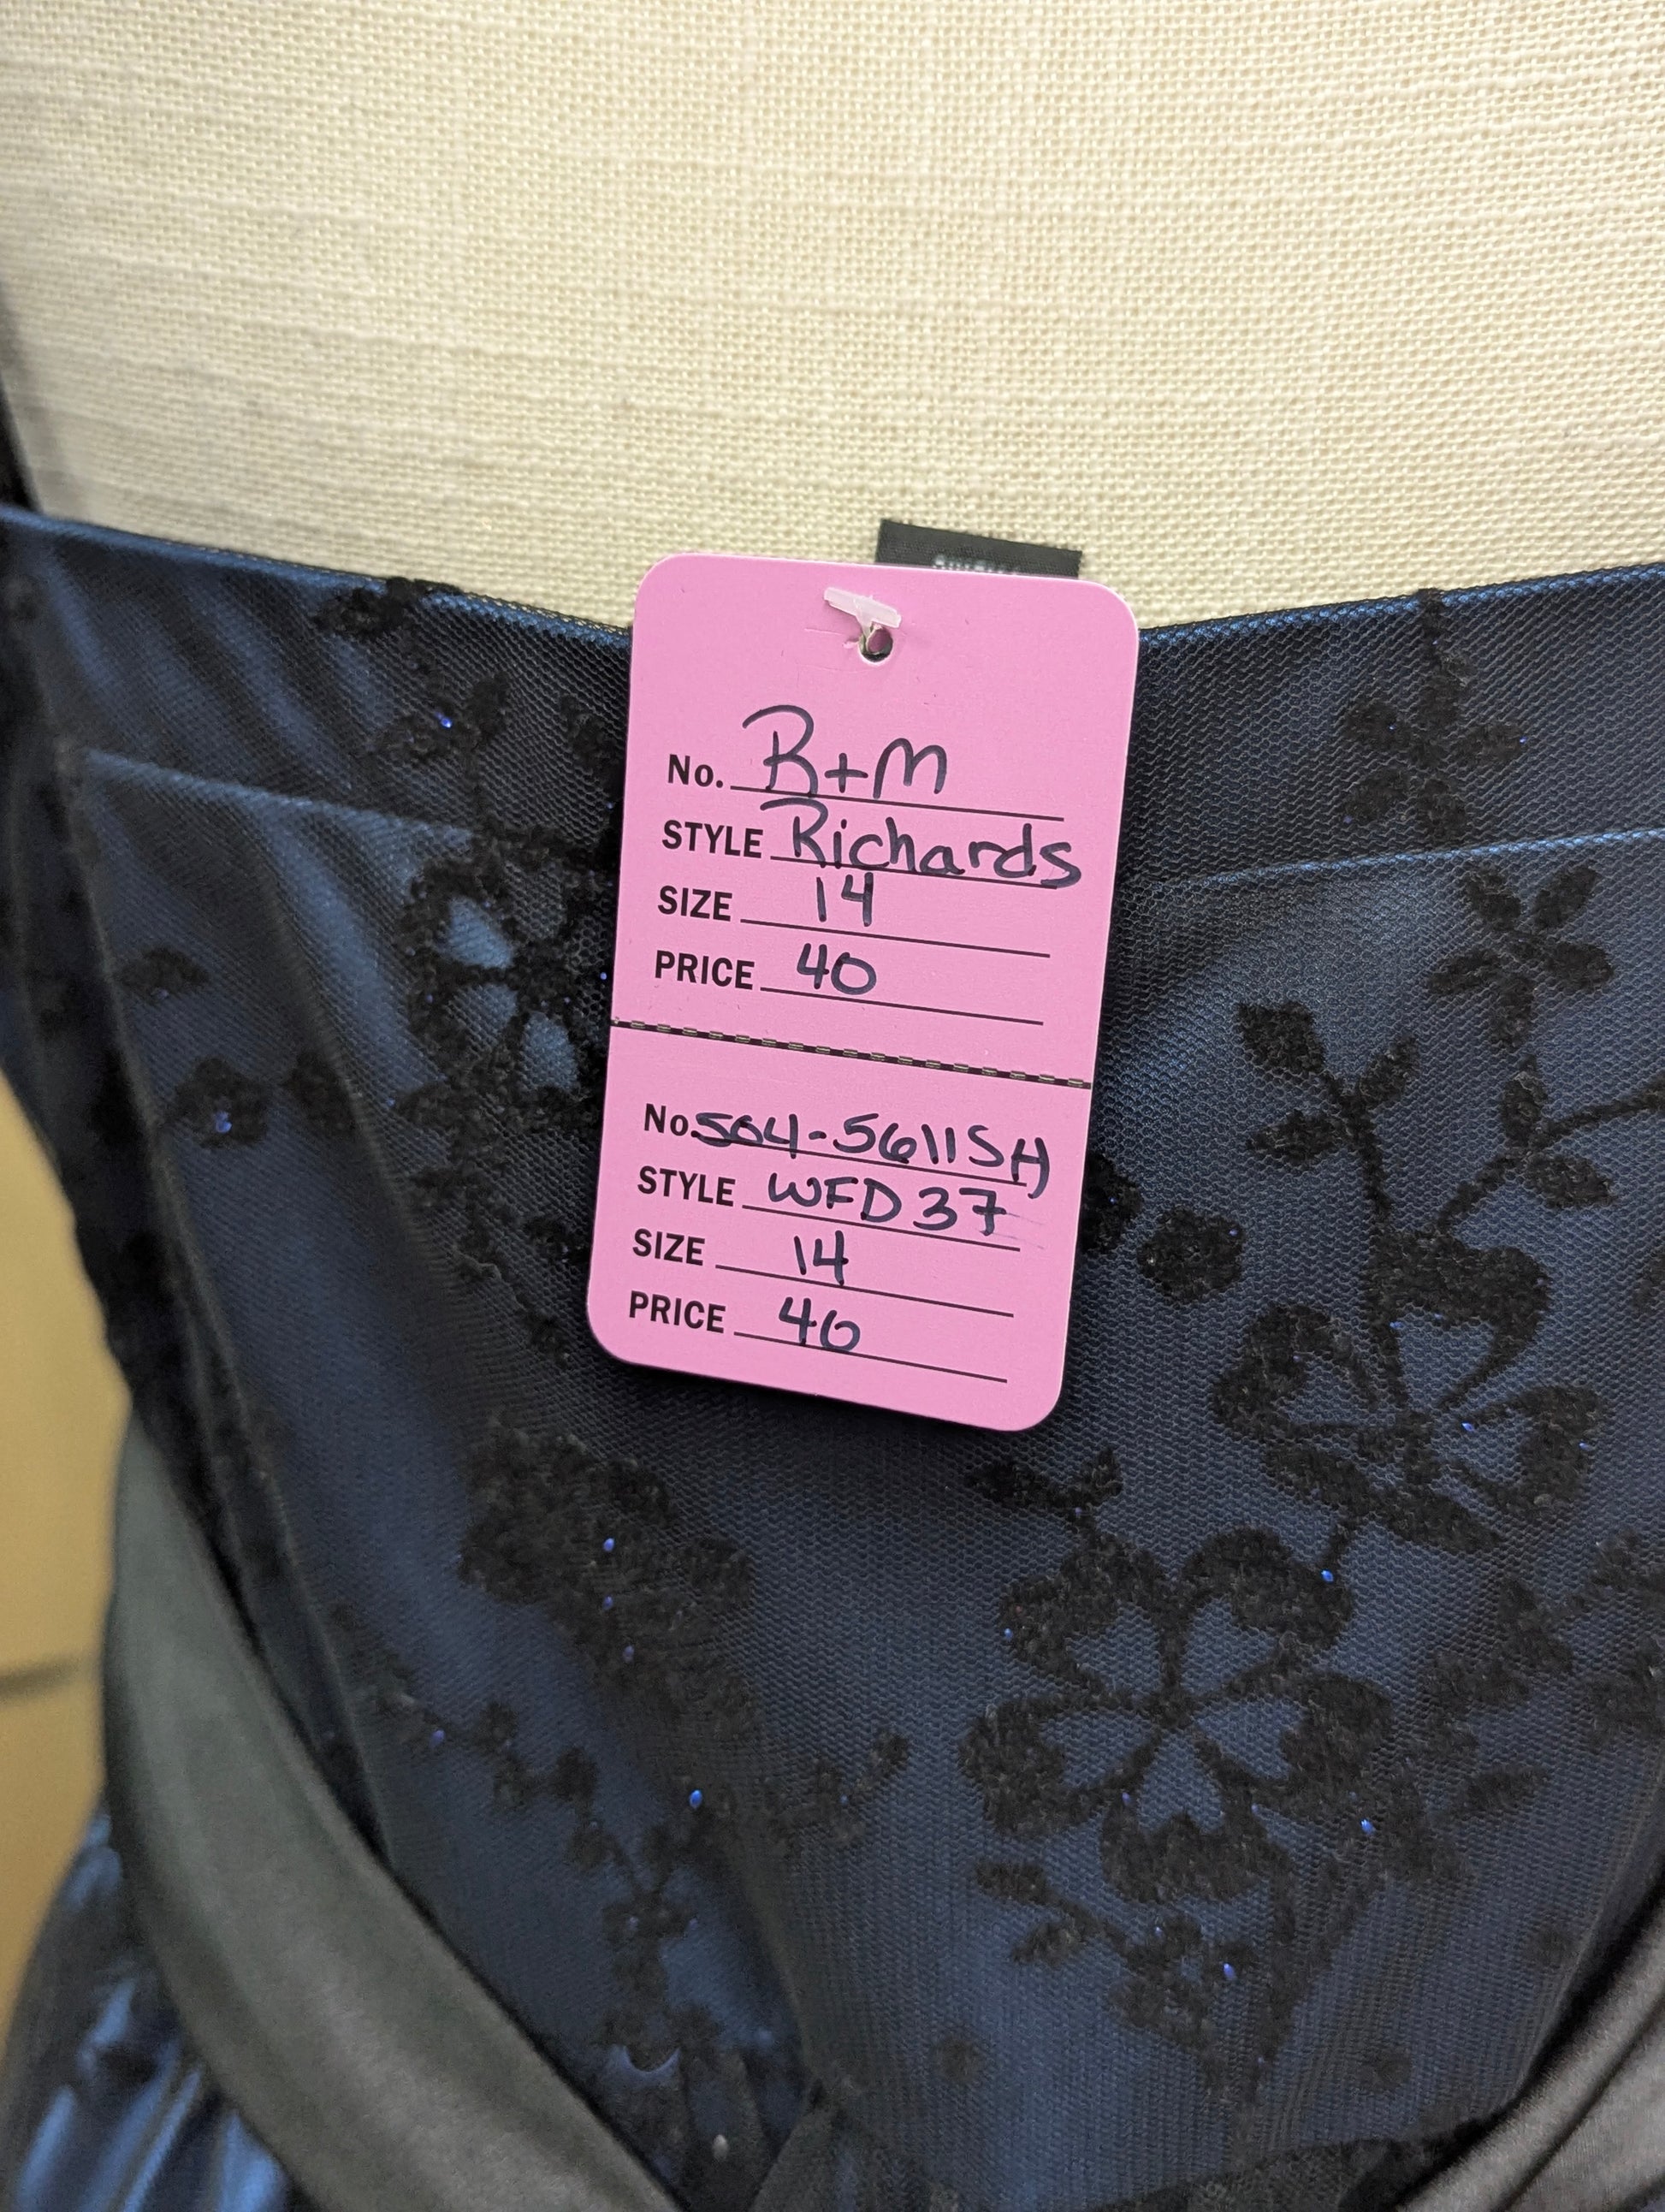 No. R+M
STYLE Richards
SIZE 14
PRICE 40
No. 504-5611SH
STYLE WFD37
SIZE 14
PRICE 40